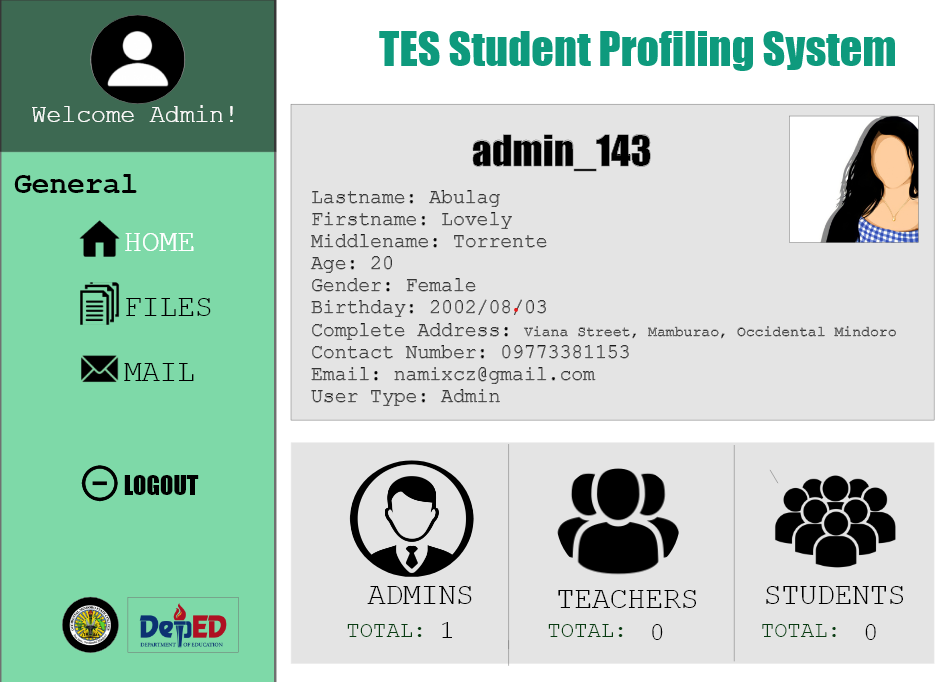 Welcome Admin!
General
HOME
FILES
MAIL
LOGOUT
DepED
DEPARTMENT OF EDUCATION
TES Student Profiling System
admin_143
Lastname: Abulag
Firstname: Lovely
Middlename: Torrente
Age: 20
Gender: Female
Birthday: 2002/08/03
Complete Address: Viana Street, Mamburao, Occidental Mindoro
Contact Number: 09773381153
Email: namixcz@gmail.com
User Type: Admin
ADMINS
TOTAL: 1
TEACHERS
TOTAL: 0
STUDENTS
TOTAL: 0